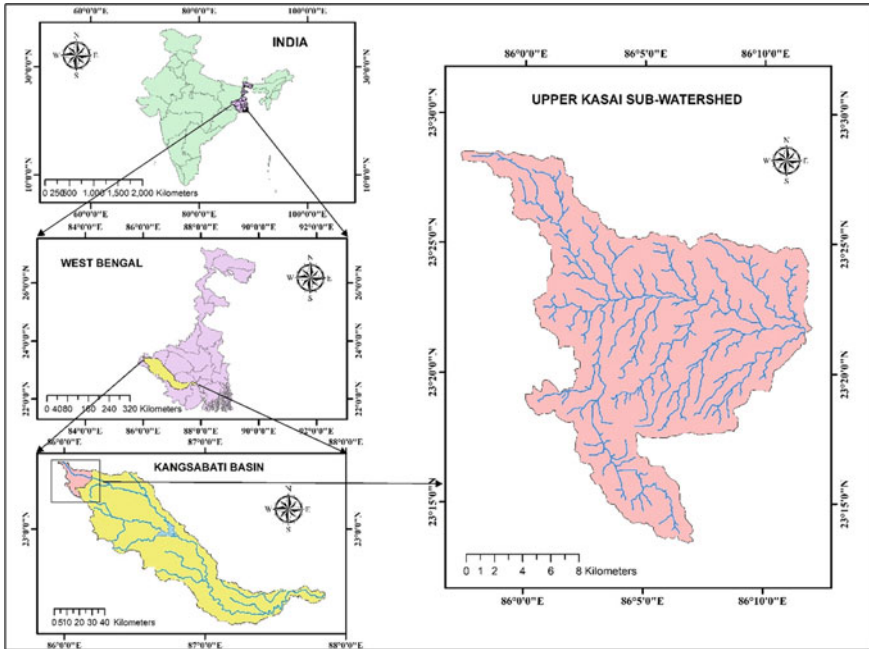 60°0'0"E 80°0'0"E 100°0'0"E
INDIA
N
W E
S
30°0'0"N 30°0'0"N
10°0'0"N 10°0'0"N
0 250500 1,000 1,500 2,000 Kilometers
60°0'0"E 80°0'0"E 100°0'0"E
84°0'0"E 86°0'0"E 88°0'0"E 90°0'0"E 92°0'0"E
WEST BENGAL
N
W E
S
26°0'0"N 26°0'0"N
24°0'0"N 24°0'0"N
22°0'0"N 22°0'0"N
0 4080 160 240 320 Kilometers
84°0'0"E 86°0'0"E 88°0'0"E 90°0'0"E 92°0'0"E
86°0'0"E 87°0'0"E 88°0'0"E
KANGSABATI BASIN
N
W E
S
23°0'0"N 23°0'0"N
0 510 20 30 40 Kilometers
86°0'0"E 87°0'0"E 88°0'0"E
86°0'0"E 86°5'0"E 86°10'0"E
UPPER KASAI SUB-WATERSHED
N
W E
S
23°30'0"N 23°30'0"N
23°25'0"N 23°25'0"N
23°20'0"N 23°20'0"N
23°15'0"N 23°15'0"N
0 1 2 4 6 8 Kilometers
86°0'0"E 86°5'0"E 86°10'0"E